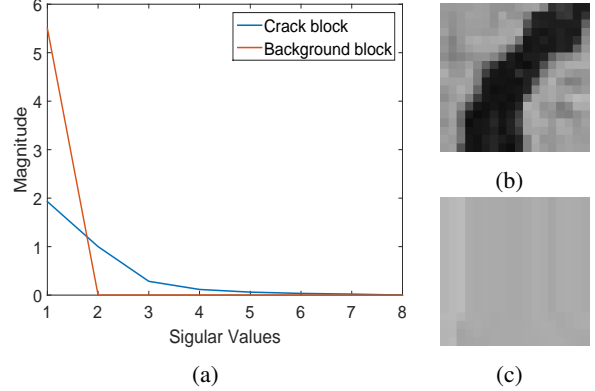 6
5
4
3
2
1
0
Magnitude
Crack block
Background block
1 2 3 4 5 6 7 8
Sigular Values
(a)
(b)
(c)